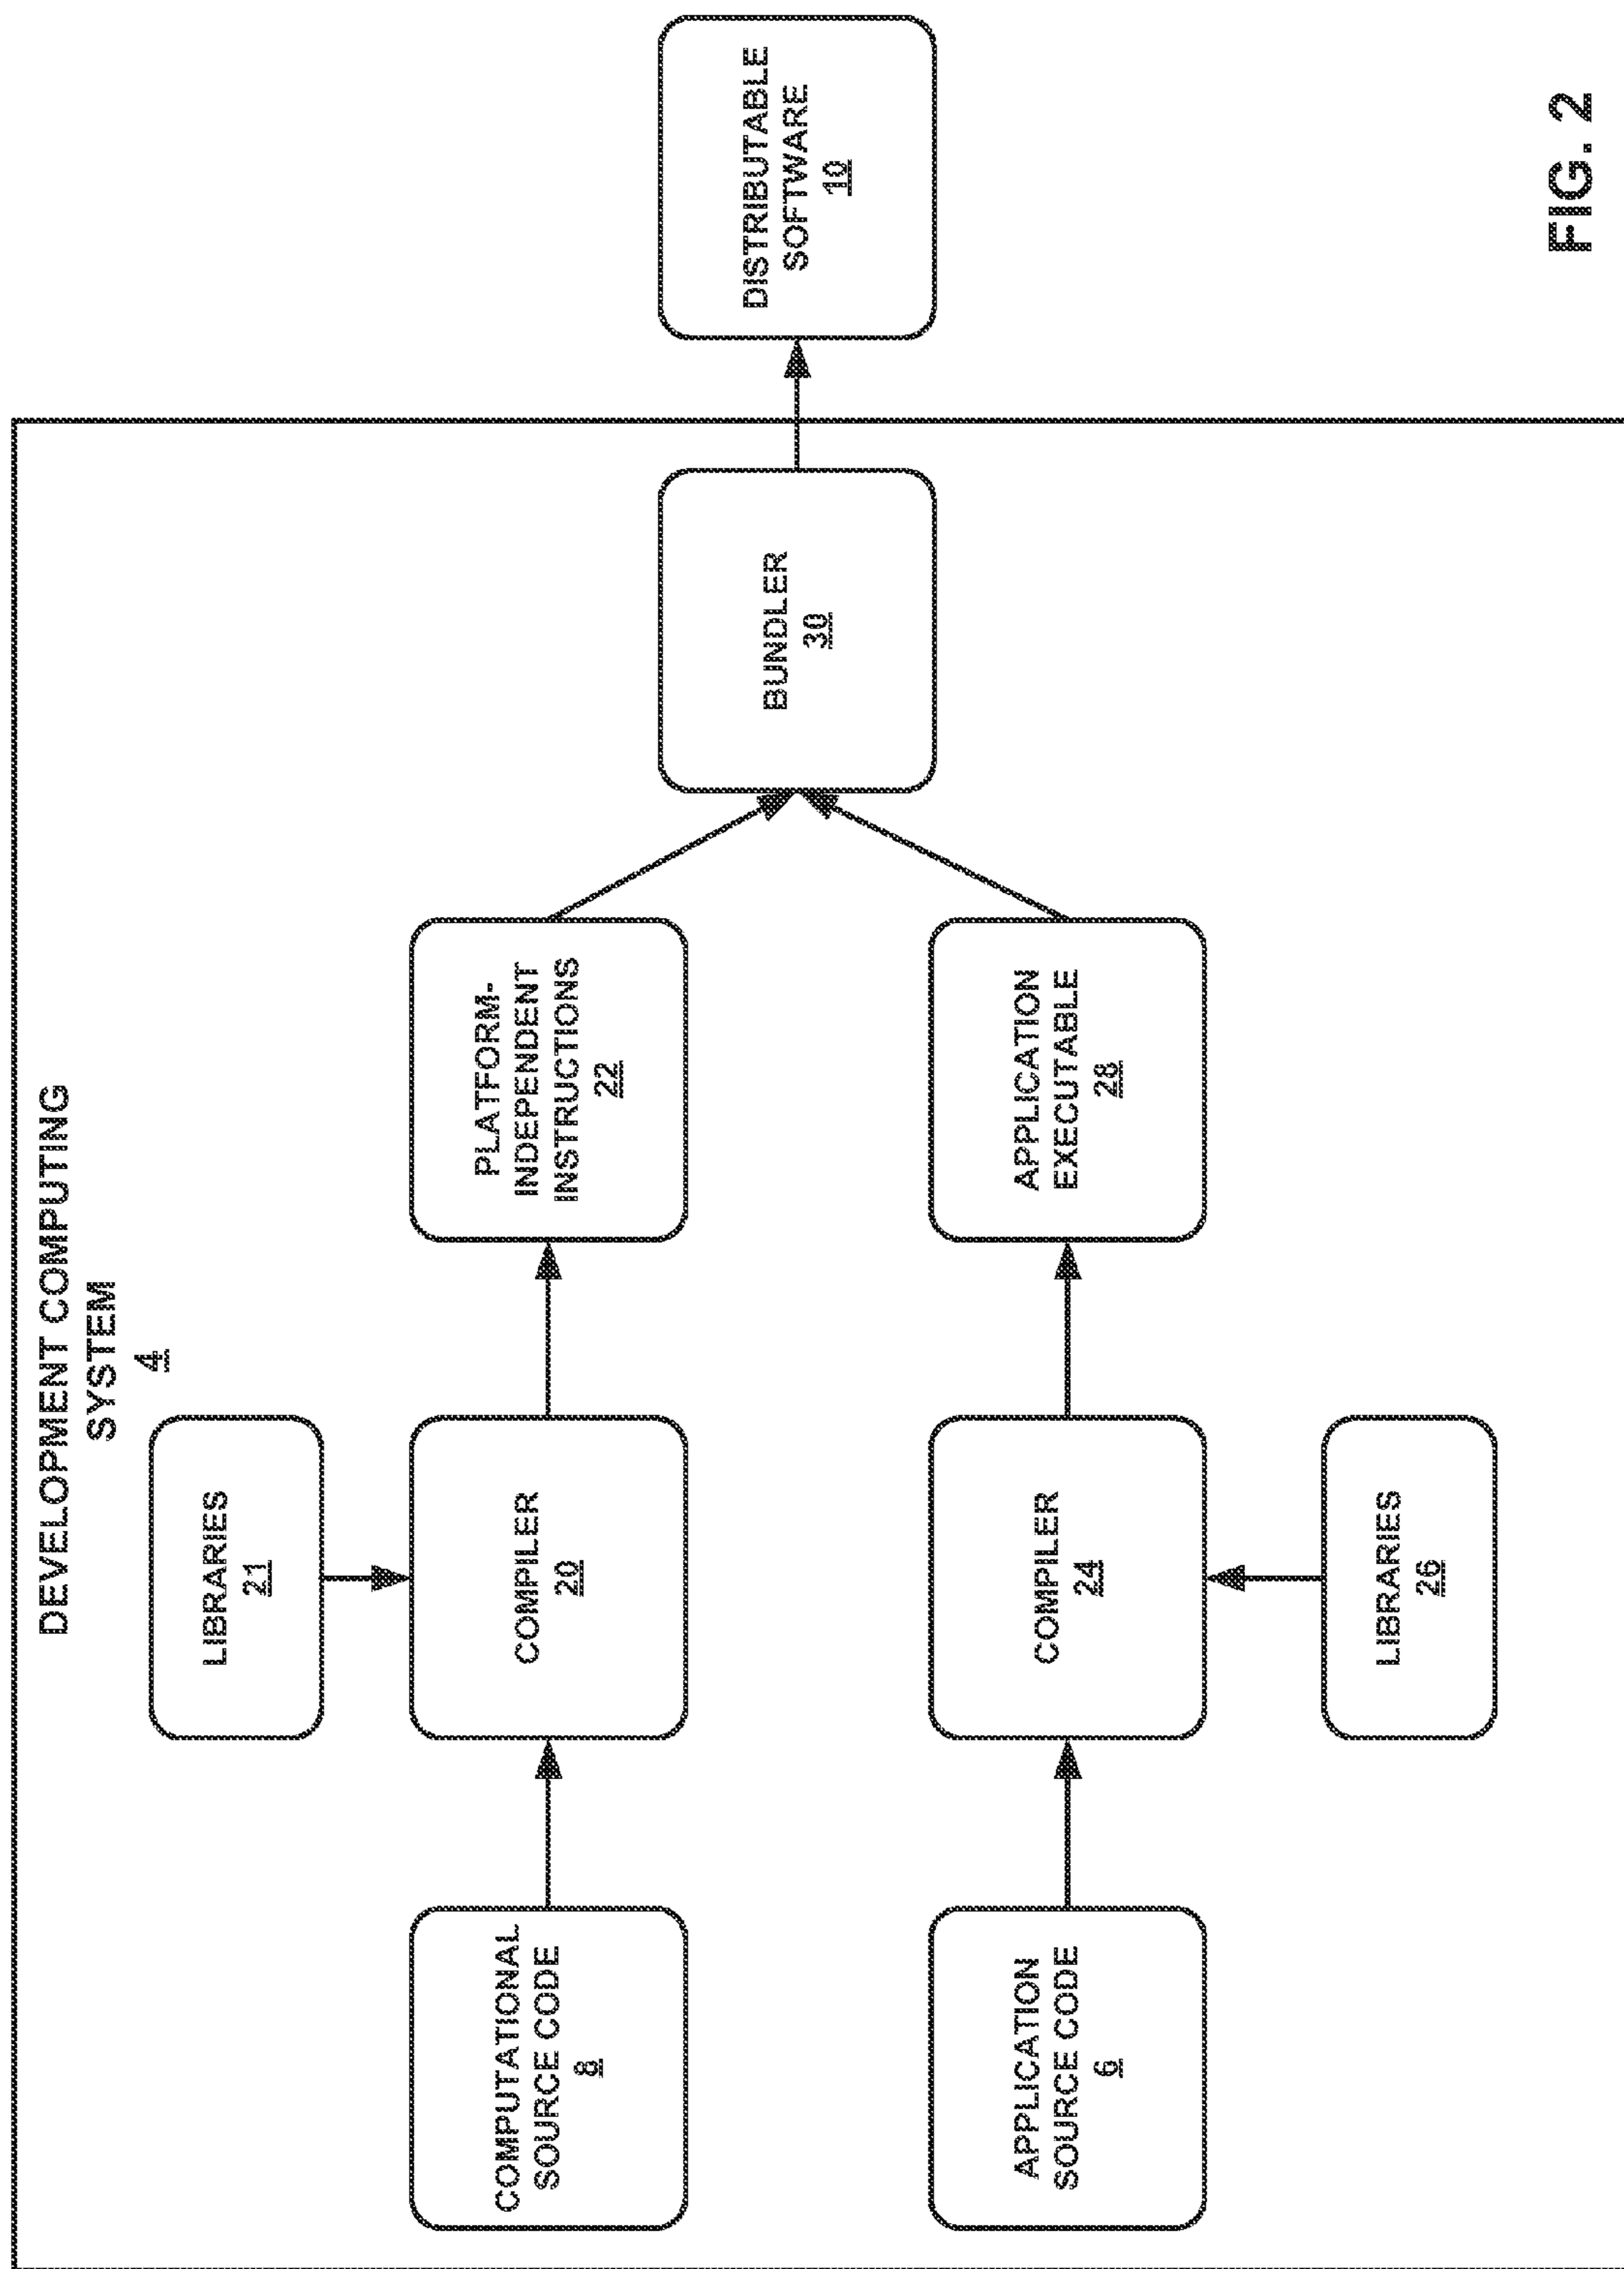 DEVELOPMENT COMPUTING
SYSTEM
4
LIBRARIES
21
COMPUTATIONAL
SOURCE CODE
8
COMPILER
20
PLATFORM-
INDEPENDENT
INSTRUCTIONS
22
BUNDLER
30
DISTRIBUTABLE
SOFTWARE
10
APPLICATION
SOURCE CODE
6
COMPILER
24
APPLICATION
EXECUTABLE
28
LIBRARIES
26
FIG. 2